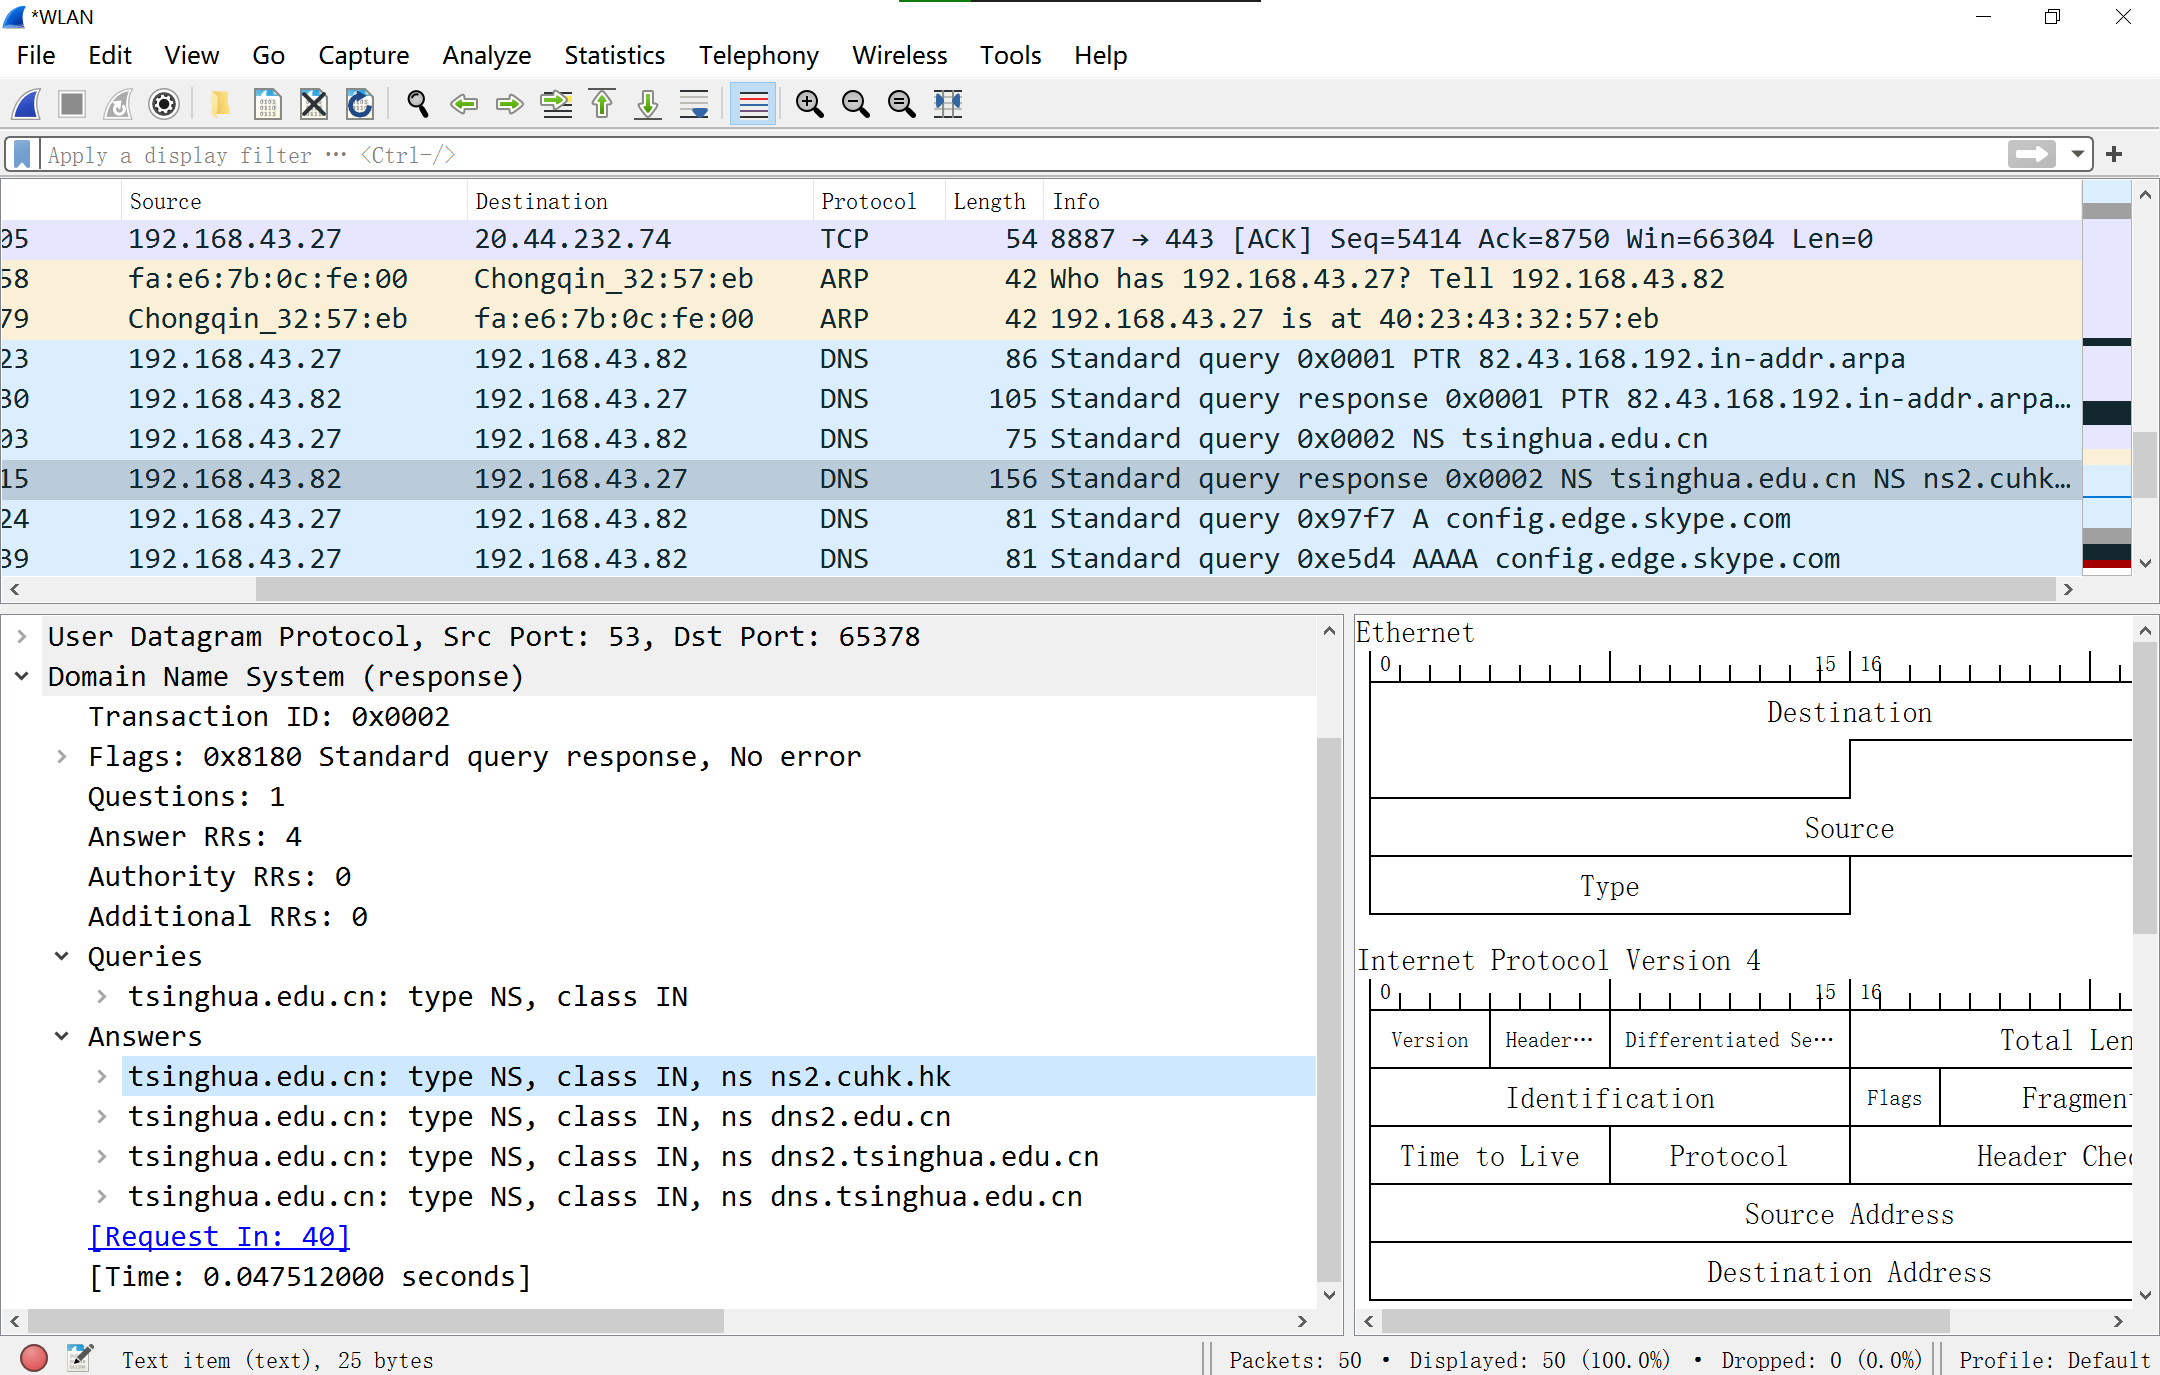 *WLAN
File Edit View Go Capture Analyze Statistics Telephony Wireless Tools Help
Apply a display filter ⋯ <Ctrl-/>
Source Destination Protocol Length Info
05 192.168.43.27 20.44.232.74 TCP 54 8887 → 443 [ACK] Seq=5414 Ack=8750 Win=66304 Len=0
58 fa:e6:7b:0c:fe:00 Chongqin_32:57:eb ARP 42 Who has 192.168.43.27? Tell 192.168.43.82
79 Chongqin_32:57:eb fa:e6:7b:0c:fe:00 ARP 42 192.168.43.27 is at 40:23:43:32:57:eb
23 192.168.43.27 192.168.43.82 DNS 86 Standard query 0x0001 PTR 82.43.168.192.in-addr.arpa
30 192.168.43.82 192.168.43.27 DNS 105 Standard query response 0x0001 PTR 82.43.168.192.in-addr.arpa…
03 192.168.43.27 192.168.43.82 DNS 75 Standard query 0x0002 NS tsinghua.edu.cn
15 192.168.43.82 192.168.43.27 DNS 156 Standard query response 0x0002 NS tsinghua.edu.cn NS ns2.cuhk…
24 192.168.43.27 192.168.43.82 DNS 81 Standard query 0x97f7 A config.edge.skype.com
39 192.168.43.27 192.168.43.82 DNS 81 Standard query 0xe5d4 AAAA config.edge.skype.com
User Datagram Protocol, Src Port: 53, Dst Port: 65378
Domain Name System (response)
Transaction ID: 0x0002
Flags: 0x8180 Standard query response, No error
Questions: 1
Answer RRs: 4
Authority RRs: 0
Additional RRs: 0
Queries
tsinghua.edu.cn: type NS, class IN
Answers
tsinghua.edu.cn: type NS, class IN, ns ns2.cuhk.hk
tsinghua.edu.cn: type NS, class IN, ns dns2.edu.cn
tsinghua.edu.cn: type NS, class IN, ns dns2.tsinghua.edu.cn
tsinghua.edu.cn: type NS, class IN, ns dns.tsinghua.edu.cn
[Request In: 40]
[Time: 0.047512000 seconds]
Ethernet
0 15 16
Destination
Source
Type
Internet Protocol Version 4
0 15 16
Version Header⋯ Differentiated Se⋯ Total Len
Identification Flags Fragment
Time to Live Protocol Header Chec
Source Address
Destination Address
Text item (text), 25 bytes Packets: 50 • Displayed: 50 (100.0%) • Dropped: 0 (0.0%) Profile: Default